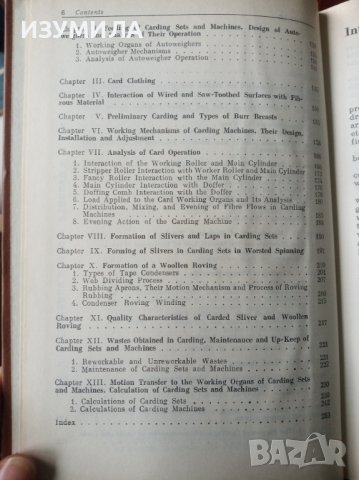 6 Contents
- ИЗУМИЛА -
Feeding of Carding Sets and Machines. Design of Auto-
Their Operation
1. Working Organs of Autoweighers
2. Autoweigher Mechanisms
3. Analysis of Autoweigher Operation
Chapter III. Card Clothing
Chapter IV. Interaction of Wired and Saw-Toothed Surfaces with Fib-
rous Material
Chapter V. Preliminary Carding and Types of Burr Breasts
Chapter VI. Working Mechanisms of Carding Machines. Their Design,
Installation and Adjustment
Chapter VII. Analysis of Card Operation
1. Interaction of the Working Roller and Main Cylinder
2. Stripper Roller Interaction with Worker Roller and Main Cylinder
3. Fancy Roller Interaction with the Main Cylinder
4. Main Cylinder Interaction with Doffer
5. Doffing Comb Interaction with the Doffer
6. Load Applied to the Card Working Organs and Its Analysis
7. Distribution, Mixing, and Evening of Fibre Flows in Carding
Machines
8. Evening Action of the Carding Machine
Chapter VIII. Formation of Slivers and Laps in Carding Sets
Chapter IX. Forming of Slivers in Carding Sets in Worsted Spinning
Chapter X. Formation of a Woollen Roving
1. Types of Tape Condensers
2. Web Dividing Process 207
3. Rubbing Aprons, Their Motion Mechanism and Process of Roving
Rubbing 210
4. Condenser Roving Winding 215
Chapter XI. Quality Characteristics of Carded Sliver and Woollen
Roving 217
Chapter XII. Wastes Obtained in Carding, Maintenance and Up-Keep of
Carding Sets and Machines 221
1. Reworkable and Unreworkable Wastes 221
2. Maintenance of Carding Sets and Machines
Chapter XIII. Motion Transfer to the Working Organs of Carding Sets
and Machines. Calculation of Carding Sets and Machines 230
1. Calculations of Carding Sets
2. Calculations of Carding Machines
Index
BAZAR
bg